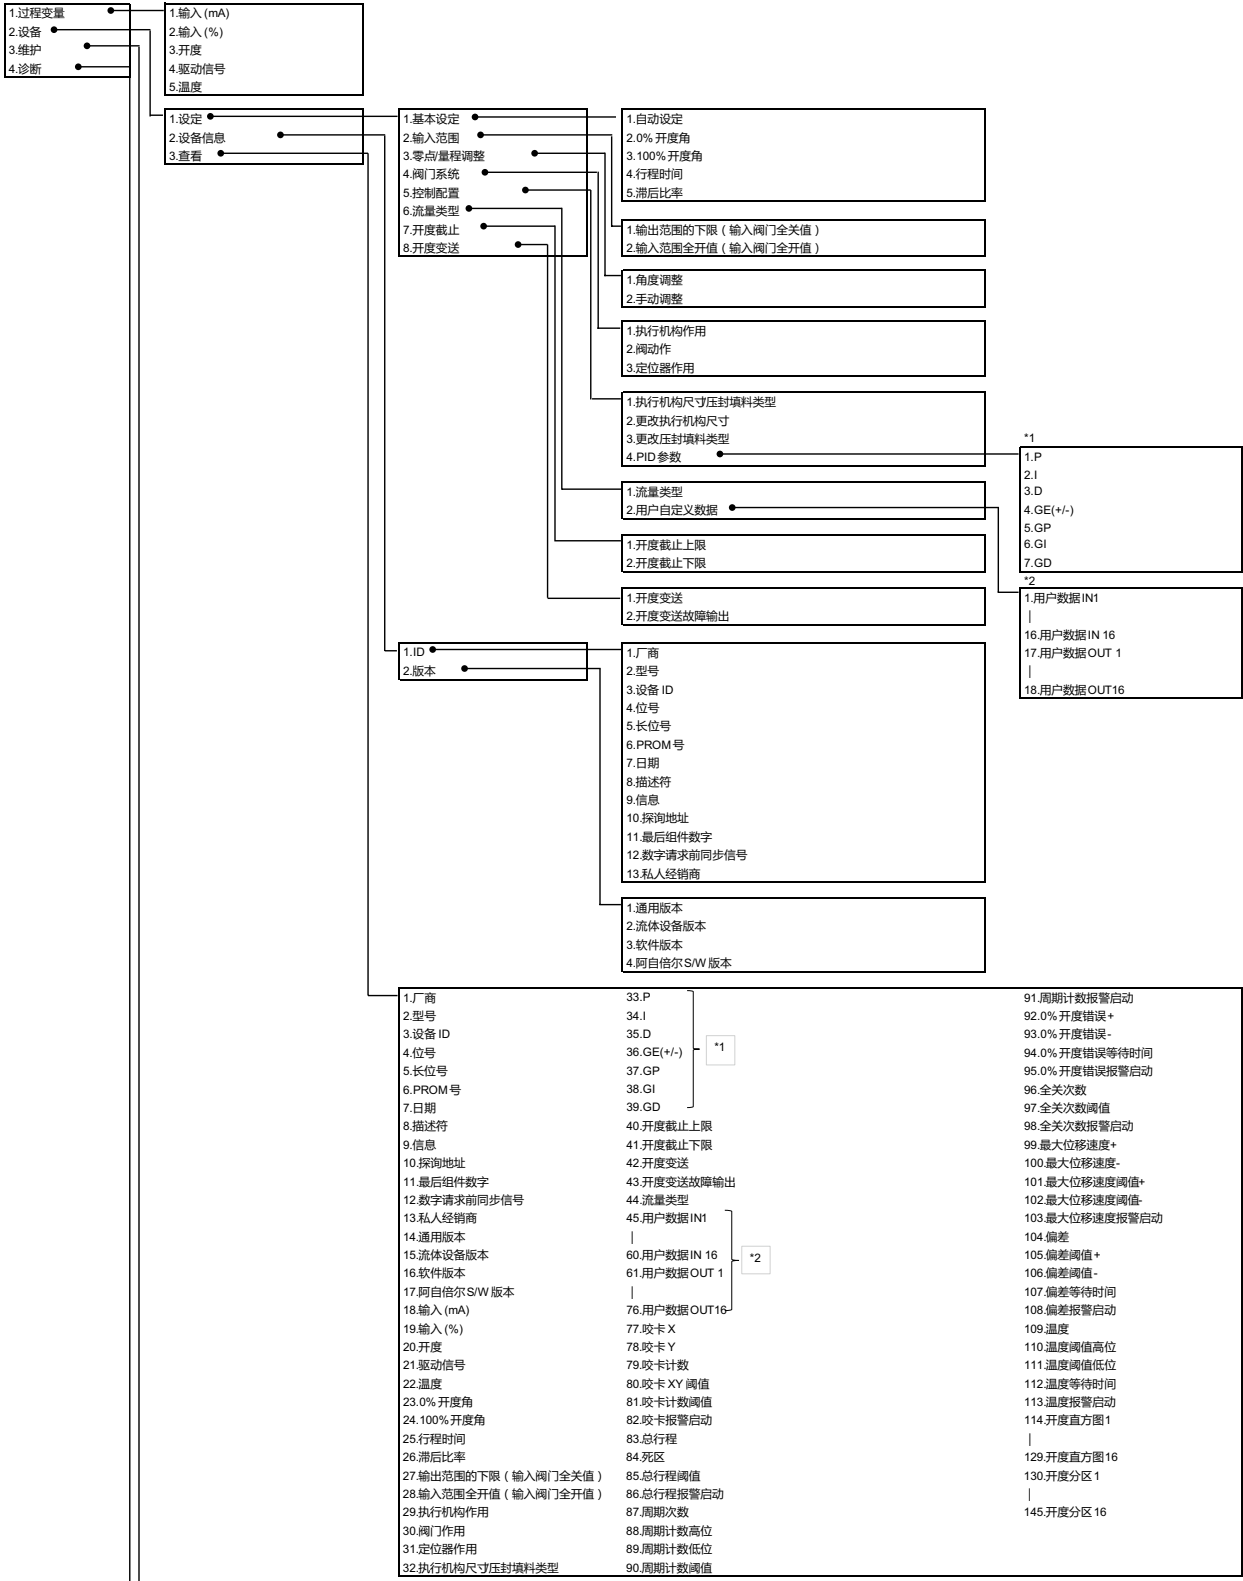 1.过程变量
2.设备
3.维护
4.诊断
1.输入 (mA)
2.输入 (%)
3.开度
4.驱动信号
5.温度
1.设定
2.设备信息
3.查看
1.基本设定
2.输入范围
3.零点/量程调整
4.阀门系统
5.控制配置
6.流量类型
7.开度截止
8.开度变送
1.自动设定
2.0% 开度角
3.100% 开度角
4.行程时间
5.滞后比率
1.输出范围的下限（输入阀门全关值）
2.输入范围全开值（输入阀门全开值）
1.角度调整
2.手动调整
1.执行机构作用
2.阀动作
3.定位器作用
1.执行机构尺寸/压封填料类型
2.更改执行机构尺寸
3.更改压封填料类型
4.PID 参数
*1
1.P
2.I
3.D
4.GE(+/-)
5.GP
6.GI
7.GD
1.流量类型
2.用户自定义数据
1.开度截止上限
2.开度截止下限
1.开度变送
2.开度变送故障输出
*2
1.用户数据 IN1
|
16.用户数据 IN 16
17.用户数据 OUT 1
|
18.用户数据 OUT16
1.ID
2.版本
1.厂商
2.型号
3.设备 ID
4.位号
5.长位号
6.PROM 号
7.日期
8.描述符
9.信息
10.探询地址
11.最后组件数字
12.数字请求前同步信号
13.私人经销商
1.通用版本
2.流体设备版本
3.软件版本
4.阿自倍尔 S/W 版本
1.厂商
2.型号
3.设备 ID
4.位号
5.长位号
6.PROM 号
7.日期
8.描述符
9.信息
10.探询地址
11.最后组件数字
12.数字请求前同步信号
13.私人经销商
14.通用版本
15.流体设备版本
16.软件版本
17.阿自倍尔 S/W 版本
18.输入 (mA)
19.输入 (%)
20.开度
21.驱动信号
22.温度
23.0% 开度角
24.100% 开度角
25.行程时间
26.滞后比率
27.输出范围的下限（输入阀门全关值）
28.输入范围全开值（输入阀门全开值）
29.执行机构作用
30.阀门作用
31.定位器作用
32.执行机构尺寸/压封填料类型
33.P
34.I
35.D
36.GE(+/-)
37.GP
38.GI
39.GD
*1
40.开度截止上限
41.开度截止下限
42.开度变送
43.开度变送故障输出
44.流量类型
45.用户数据 IN1
|
60.用户数据 IN 16
61.用户数据 OUT 1
|
76.用户数据 OUT16
*2
77.咬卡 X
78.咬卡 Y
79.咬卡计数
80.咬卡 XY 阈值
81.咬卡计数阈值
82.咬卡报警启动
83.总行程
84.死区
85.总行程阈值
86.总行程报警启动
87.周期次数
88.周期计数高位
89.周期计数低位
90.周期计数阈值
91.周期计数报警启动
92.0% 开度错误+
93.0% 开度错误-
94.0% 开度错误等待时间
95.0% 开度错误报警启动
96.全关次数
97.全关次数阈值
98.全关次数报警启动
99.最大位移速度+
100.最大位移速度-
101.最大位移速度阈值+
102.最大位移速度阈值-
103.最大位移速度报警启动
104.偏差
105.偏差阈值+
106.偏差阈值-
107.偏差等待时间
108.偏差报警启动
109.温度
110.温度阈值高位
111.温度阈值低位
112.温度等待时间
113.温度报警启动
114.开度直方图 1
|
129.开度直方图 16
130.开度分区 1
|
145.开度分区 16